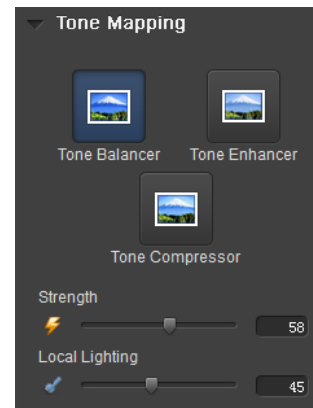 Tone Mapping
Tone Balancer Tone Enhancer
Tone Compressor
Strength
58
Local Lighting
45